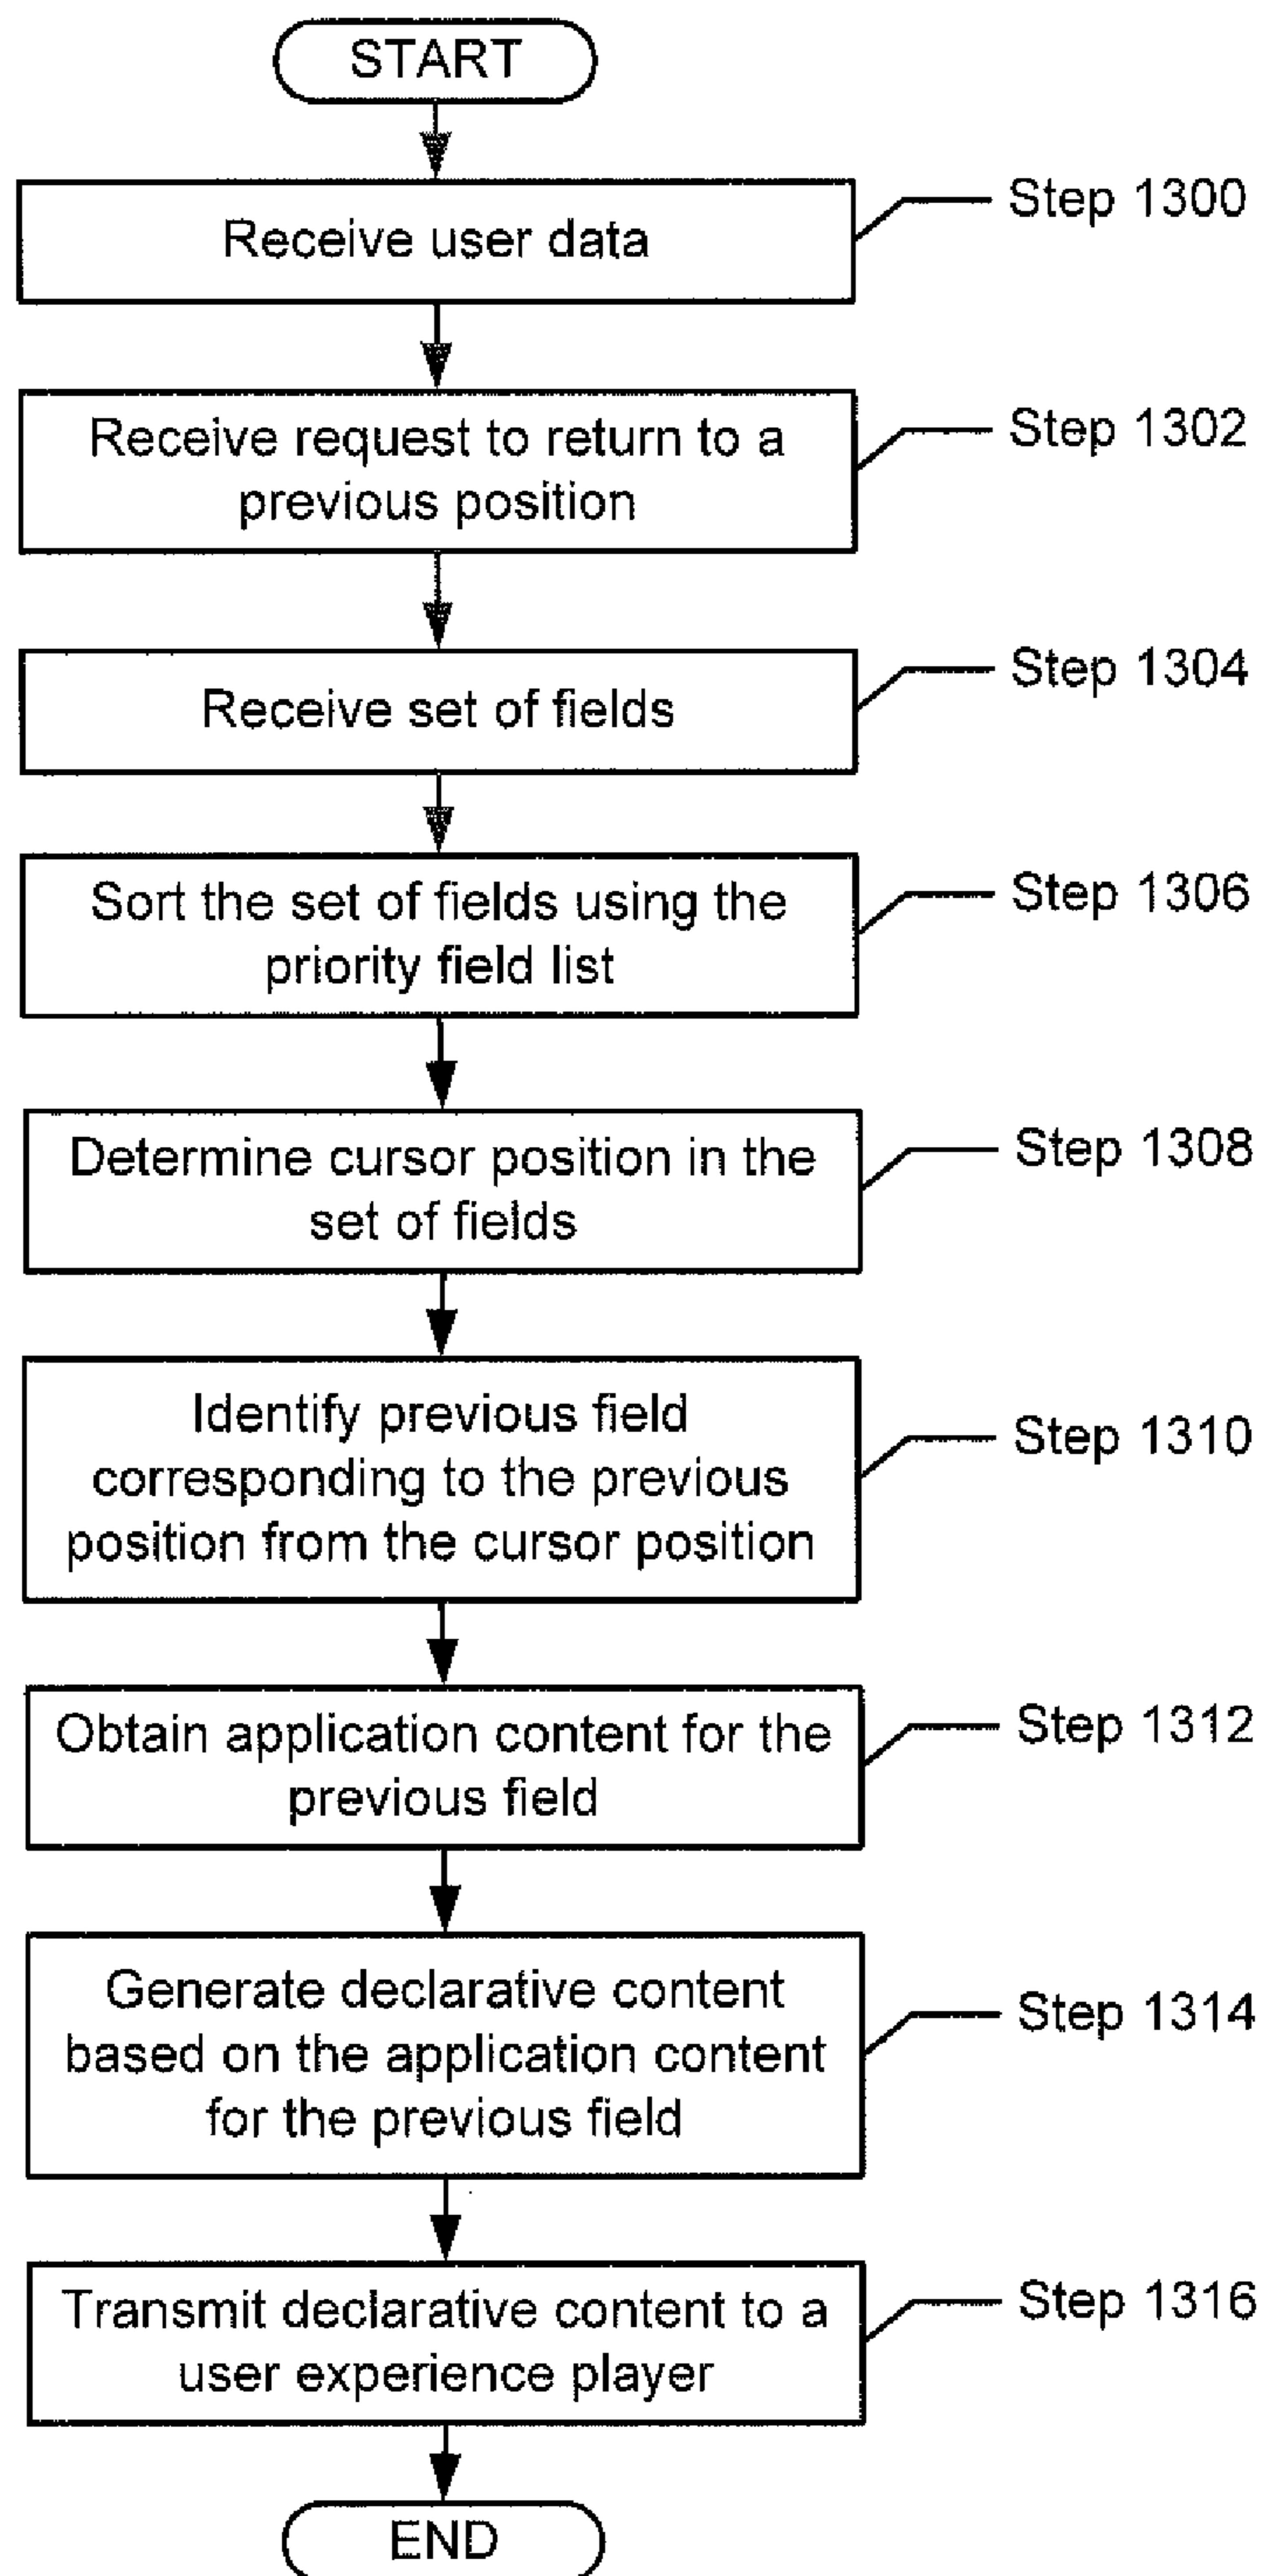 START
Receive user data
Step 1300
Receive request to return to a
previous position
Step 1302
Receive set of fields
Step 1304
Sort the set of fields using the
priority field list
Step 1306
Determine cursor position in the
set of fields
Step 1308
Identify previous field
corresponding to the previous
position from the cursor position
Step 1310
Obtain application content for the
previous field
Step 1312
Generate declarative content
based on the application content
for the previous field
Step 1314
Transmit declarative content to a
user experience player
Step 1316
END